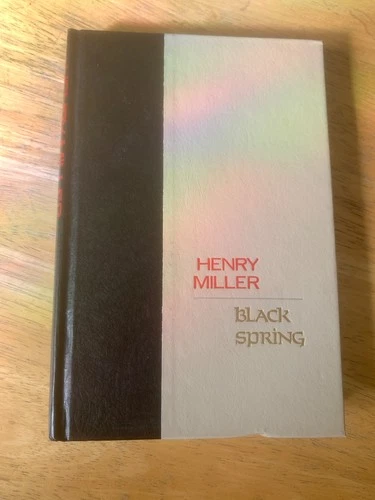 HENRY
MILLER
BLACK
SPRING